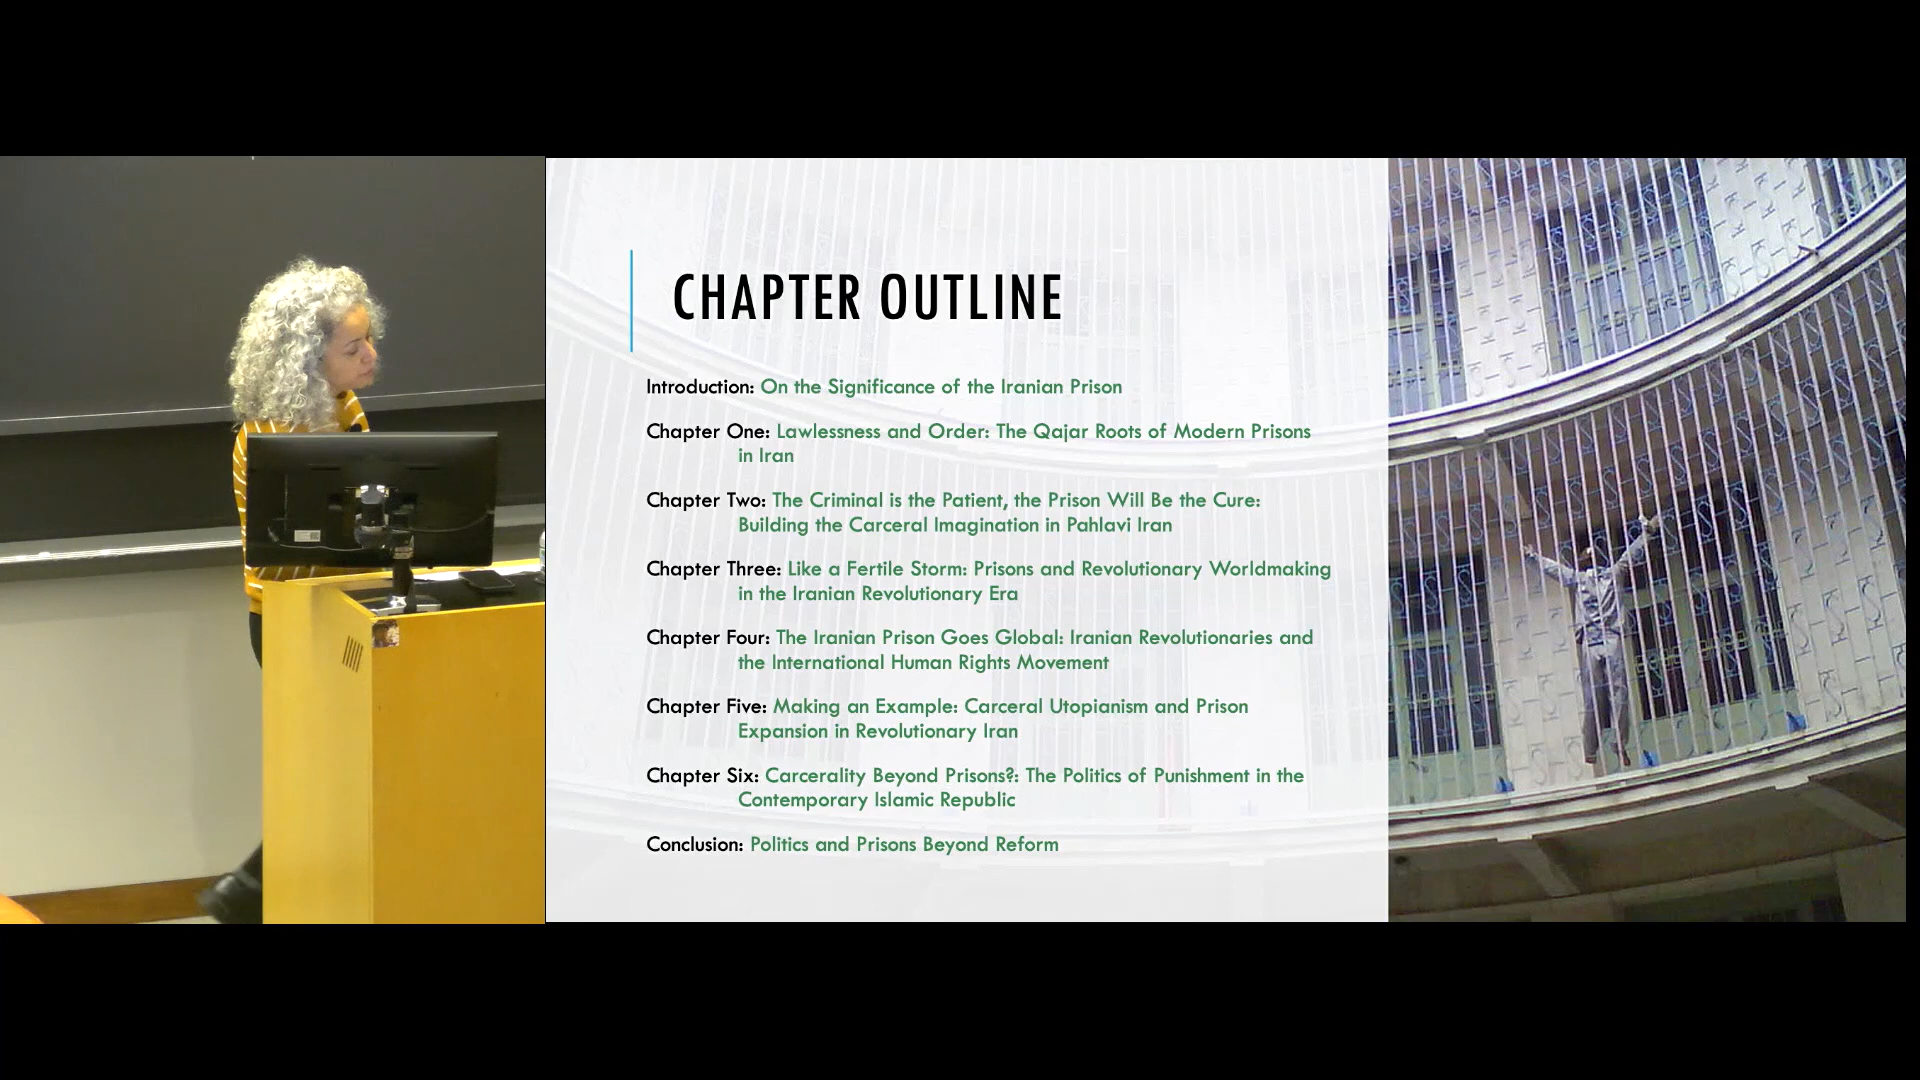 CHAPTER OUTLINE
Introduction: On the Significance of the Iranian Prison
Chapter One: Lawlessness and Order: The Qajar Roots of Modern Prisons
in Iran
Chapter Two: The Criminal is the Patient, the Prison Will Be the Cure:
Building the Carceral Imagination in Pahlavi Iran
Chapter Three: Like a Fertile Storm: Prisons and Revolutionary Worldmaking
in the Iranian Revolutionary Era
Chapter Four: The Iranian Prison Goes Global: Iranian Revolutionaries and
the International Human Rights Movement
Chapter Five: Making an Example: Carceral Utopianism and Prison
Expansion in Revolutionary Iran
Chapter Six: Carcerality Beyond Prisons?: The Politics of Punishment in the
Contemporary Islamic Republic
Conclusion: Politics and Prisons Beyond Reform